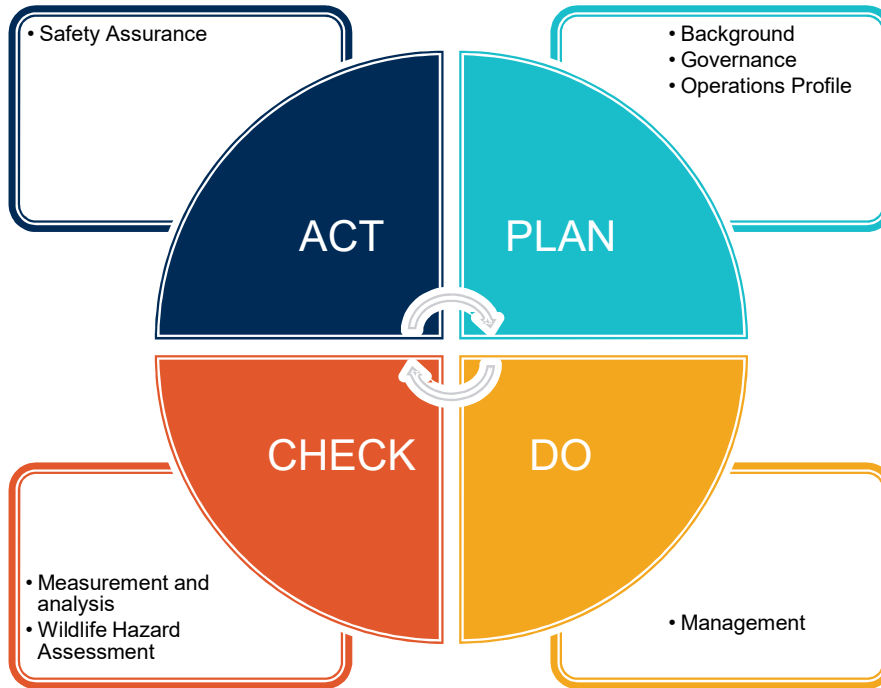 • Safety Assurance
• Background
• Governance
• Operations Profile
ACT
PLAN
CHECK
DO
• Measurement and
analysis
• Wildlife Hazard
Assessment
• Management